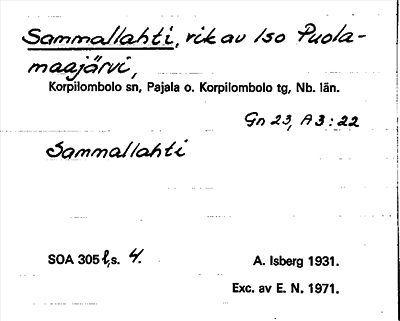 Sammallahti, vik av Iso Puola-
maajärvi,
Korpilombolo sn, Pajala o. Korpilombolo tg, Nb. län.
Gn 23, A 3:22
Sammallahti
SOA 305 l, s. 4. A. Isberg 1931.
Exc. av E. N. 1971.